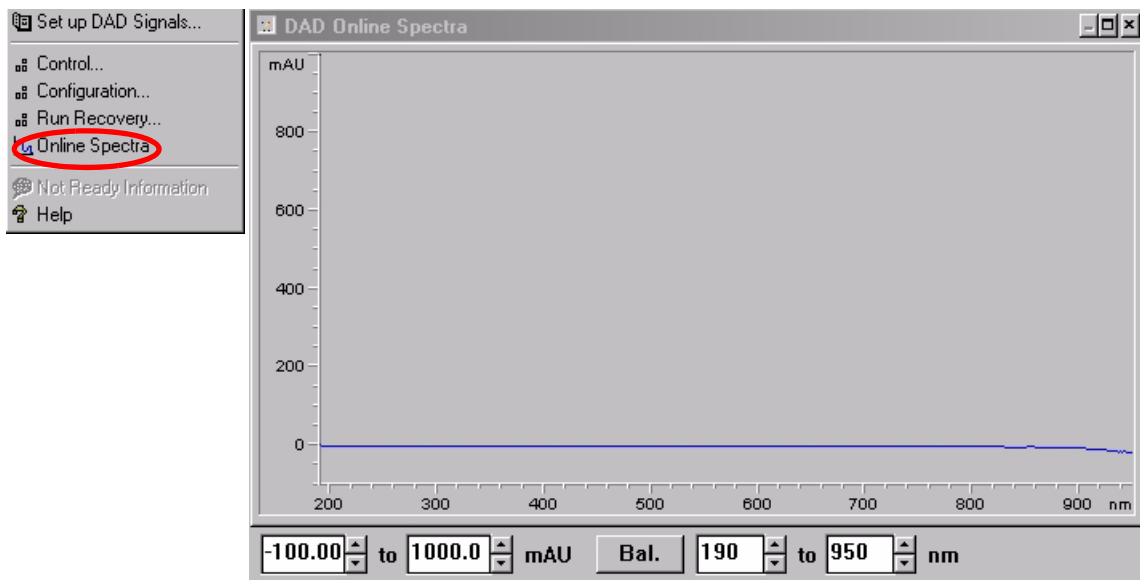 Set up DAD Signals...
Control...
Configuration...
Run Recovery...
Online Spectra
Not Ready Information
Help
DAD Online Spectra
mAU
800
600
400
200
0
200 300 400 500 600 700 800 900 nm
-100.00 to 1000.0 mAU Bal. 190 to 950 nm